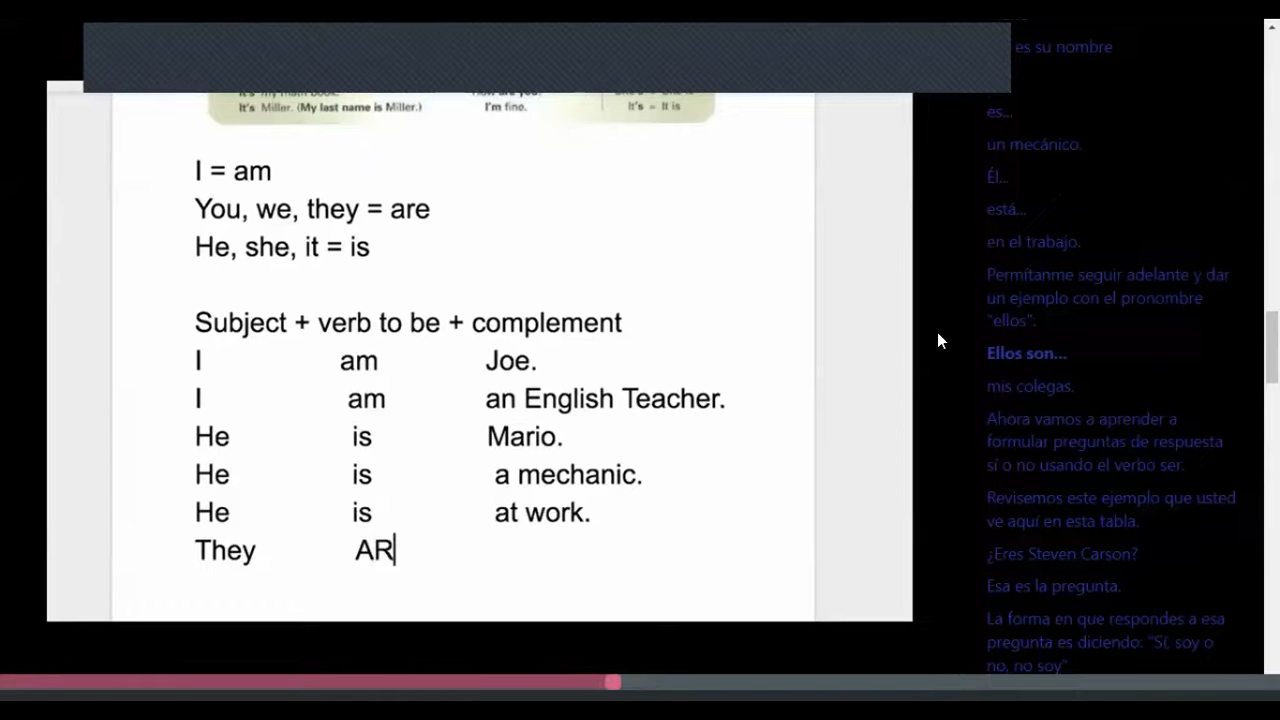 It's Miller. (My last name is Miller.) I'm fine. It's = It is
I = am
You, we, they = are
He, she, it = is
Subject + verb to be + complement
I am Joe.
I am an English Teacher.
He is Mario.
He is a mechanic.
He is at work.
They AR
es su nombre
es...
un mecánico.
Él...
está...
en el trabajo.
Permítanme seguir adelante y dar
un ejemplo con el pronombre
"ellos".
Ellos son...
mis colegas.
Ahora vamos a aprender a
formular preguntas de respuesta
sí o no usando el verbo ser.
Revisemos este ejemplo que usted
ve aquí en esta tabla.
¿Eres Steven Carson?
Esa es la pregunta.
La forma en que respondes a esa
pregunta es diciendo: "Sí, soy o
no, no soy"